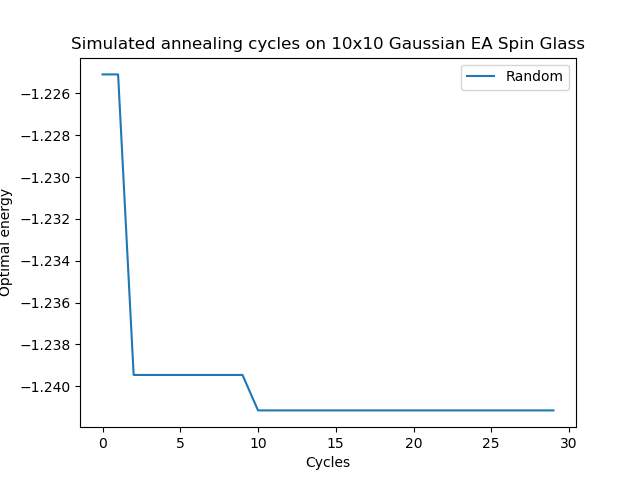 Simulated annealing cycles on 10x10 Gaussian EA Spin Glass
Random
−1.226
−1.228
−1.230
−1.232
−1.234
−1.236
−1.238
−1.240
Optimal energy
0 5 10 15 20 25 30
Cycles